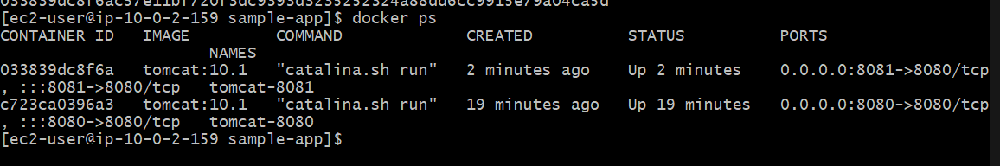 033839dc8f6ac57e11bf720f3dc9393d3235252324a88dd6cc9915e79a04ca5d
[ec2-user@ip-10-0-2-159 sample-app]$ docker ps
CONTAINER ID   IMAGE         COMMAND             CREATED          STATUS          PORTS
                    NAMES
033839dc8f6a   tomcat:10.1   "catalina.sh run"   2 minutes ago    Up 2 minutes    0.0.0.0:8081->8080/tcp
, :::8081->8080/tcp   tomcat-8081
c723ca0396a3   tomcat:10.1   "catalina.sh run"   19 minutes ago   Up 19 minutes   0.0.0.0:8080->8080/tcp
, :::8080->8080/tcp   tomcat-8080
[ec2-user@ip-10-0-2-159 sample-app]$